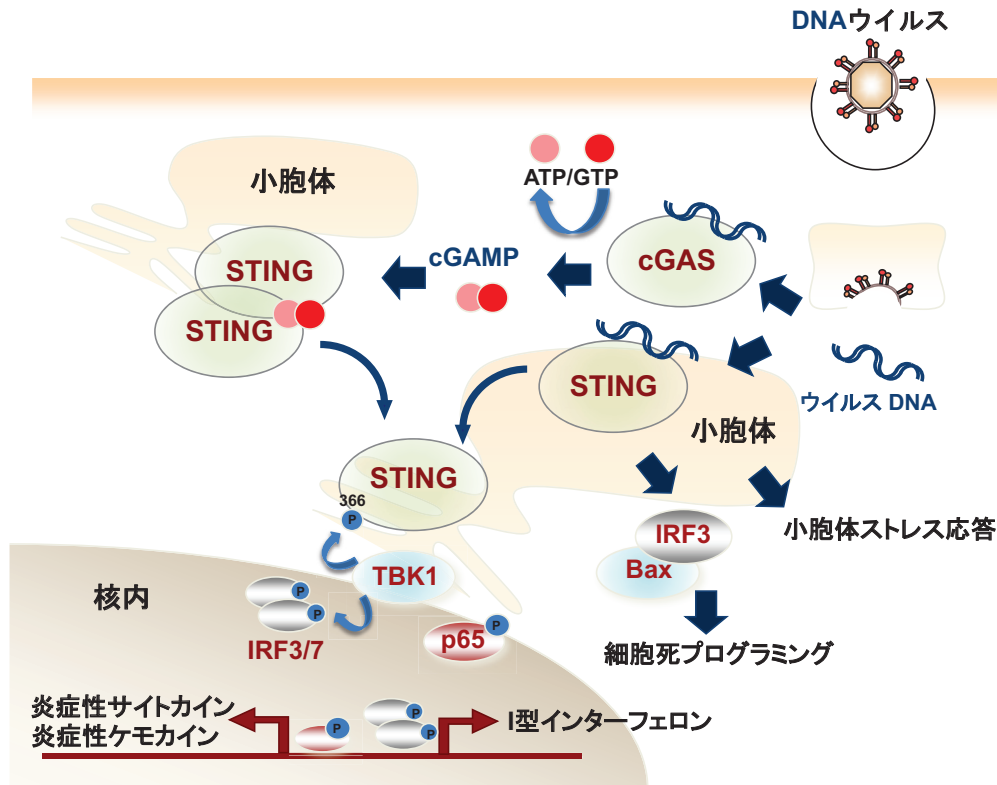 DNAウイルス
小胞体
ATP/GTP
cGAMP
cGAS
STING
STING
STING
ウイルス DNA
小胞体
STING
366
P
小胞体ストレス応答
IRF3
Bax
TBK1
核内
P
P
IRF3/7
P
p65
細胞死プログラミング
炎症性サイトカイン
炎症性ケモカイン
P
P
P
I型インターフェロン